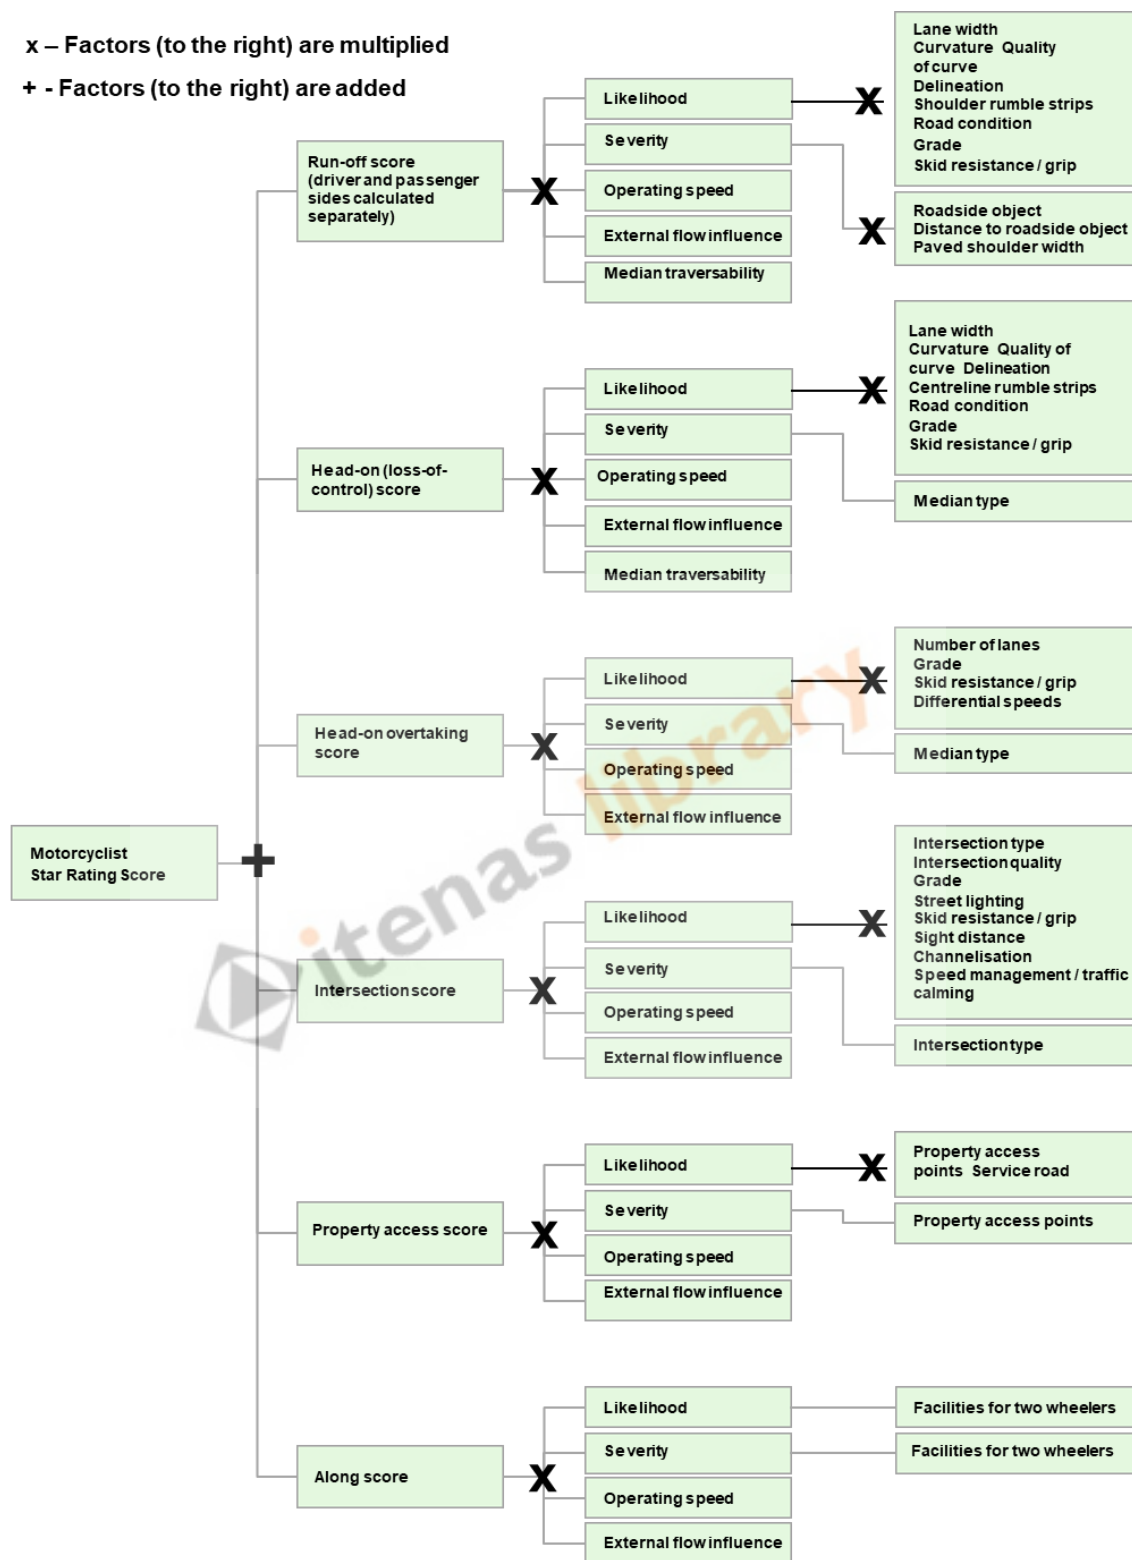 x – Factors (to the right) are multiplied
+ - Factors (to the right) are added
Motorcyclist
Star Rating Score
Run-off score
(driver and passenger
sides calculated
separately)
Likelihood
Severity
Operating speed
External flow influence
Median traversability
Lane width
Curvature Quality
of curve
Delineation
Shoulder rumble strips
Road condition
Grade
Skid resistance / grip
Roadside object
Distance to roadside object
Paved shoulder width
Head-on (loss-of-
control) score
Likelihood
Severity
Operating speed
External flow influence
Median traversability
Lane width
Curvature Quality of
curve Delineation
Centreline rumble strips
Road condition
Grade
Skid resistance / grip
Median type
Head-on overtaking
score
Likelihood
Severity
Operating speed
External flow influence
Number of lanes
Grade
Skid resistance / grip
Differential speeds
Median type
Intersection score
Likelihood
Severity
Operating speed
External flow influence
Intersection type
Intersection quality
Grade
Street lighting
Skid resistance / grip
Sight distance
Channelisation
Speed management / traffic
calming
Intersection type
Property access score
Likelihood
Severity
Operating speed
External flow influence
Property access
points Service road
Property access points
Along score
Likelihood
Severity
Operating speed
External flow influence
Facilities for two wheelers
Facilities for two wheelers
itenas library